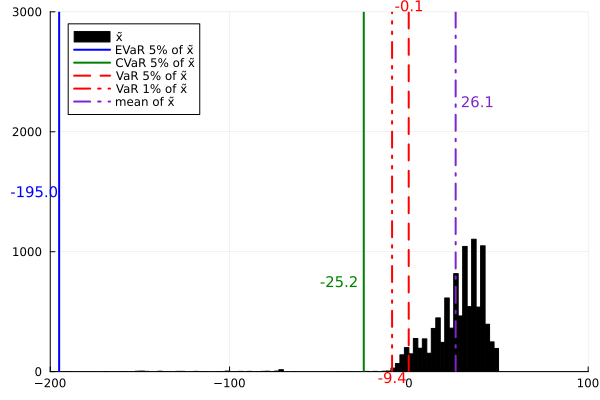 -0.1
3000
x̃
EVaR 5% of x̃
CVaR 5% of x̃
VaR 5% of x̃
VaR 1% of x̃
mean of x̃
26.1
2000
-195.0
1000
-25.2
0
-9.4
−200
−100
0
100